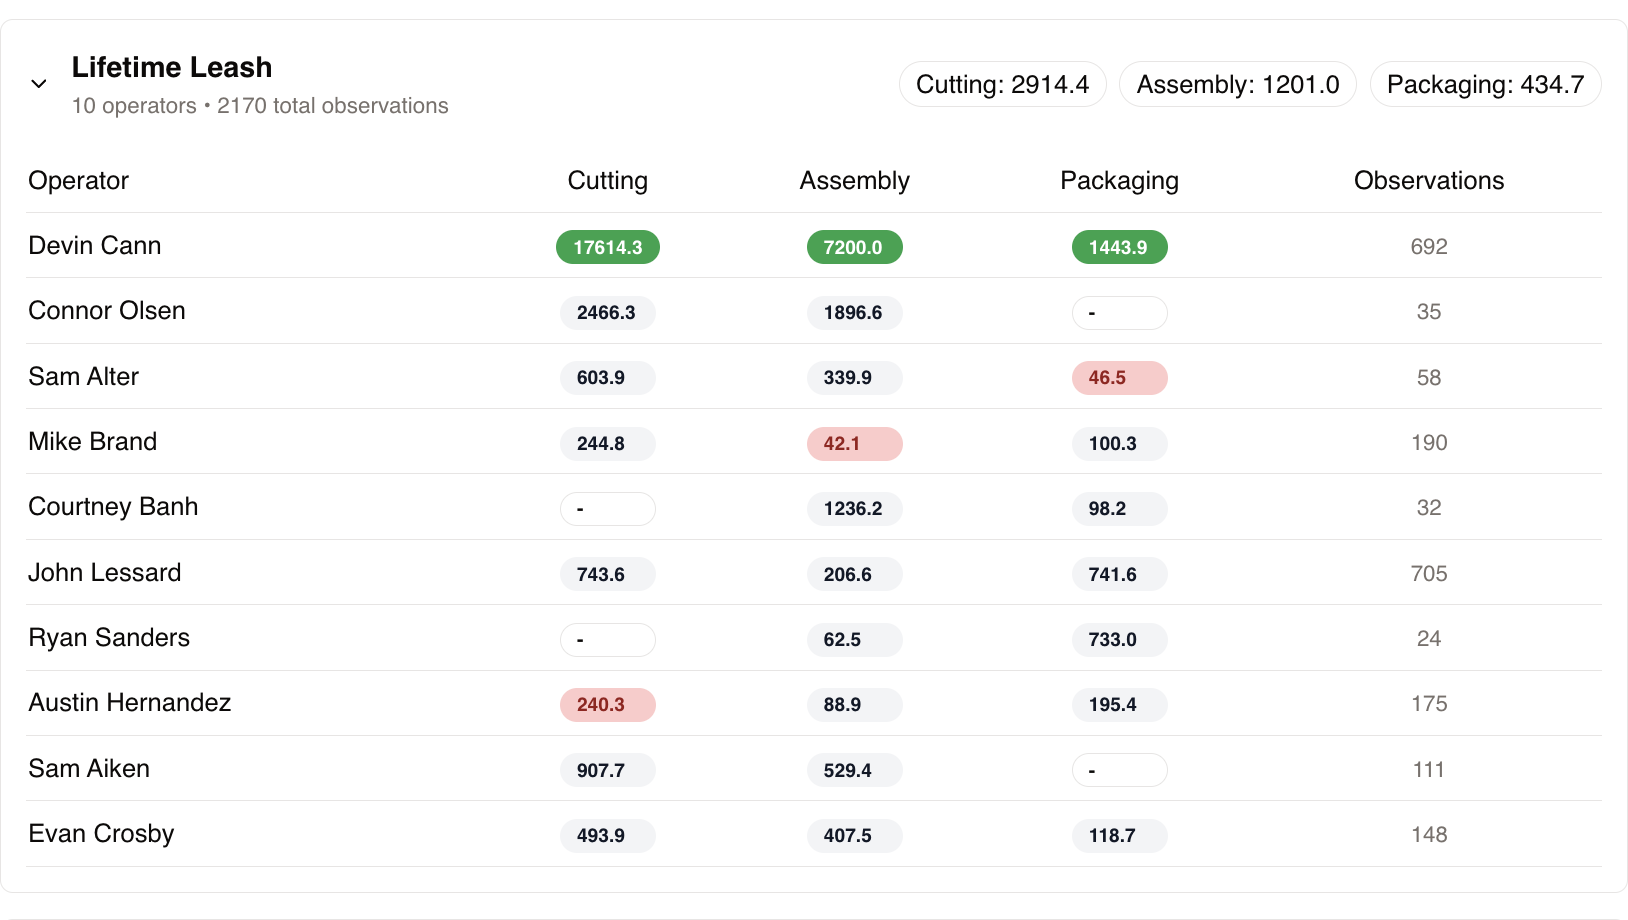 Lifetime Leash
10 operators • 2170 total observations
Cutting: 2914.4 Assembly: 1201.0 Packaging: 434.7
Operator Cutting Assembly Packaging Observations
Devin Cann 17614.3 7200.0 1443.9 692
Connor Olsen 2466.3 1896.6 - 35
Sam Alter 603.9 339.9 46.5 58
Mike Brand 244.8 42.1 100.3 190
Courtney Banh - 1236.2 98.2 32
John Lessard 743.6 206.6 741.6 705
Ryan Sanders - 62.5 733.0 24
Austin Hernandez 240.3 88.9 195.4 175
Sam Aiken 907.7 529.4 - 111
Evan Crosby 493.9 407.5 118.7 148